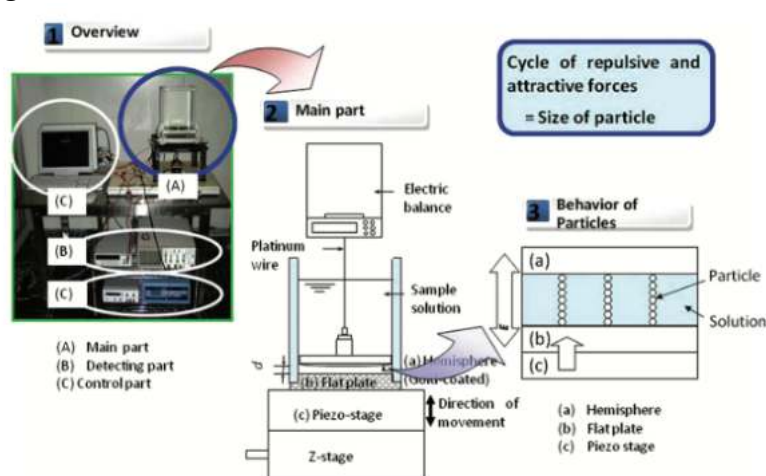 1 Overview
Cycle of repulsive and
attractive forces
= Size of particle
2 Main part
(A)
(C)
(B)
(C)
Electric
balance
Platinum
wire
3 Behavior of
Particles
(a)
Particle
Sample
solution
Solution
(b)
(c)
(A) Main part
(B) Detecting part
(C) Control part
d
(a) Hemisphere
(Gold-coated)
(b) Flat plate
(c) Piezo-stage
Direction of
movement
Z-stage
(a) Hemisphere
(b) Flat plate
(c) Piezo stage